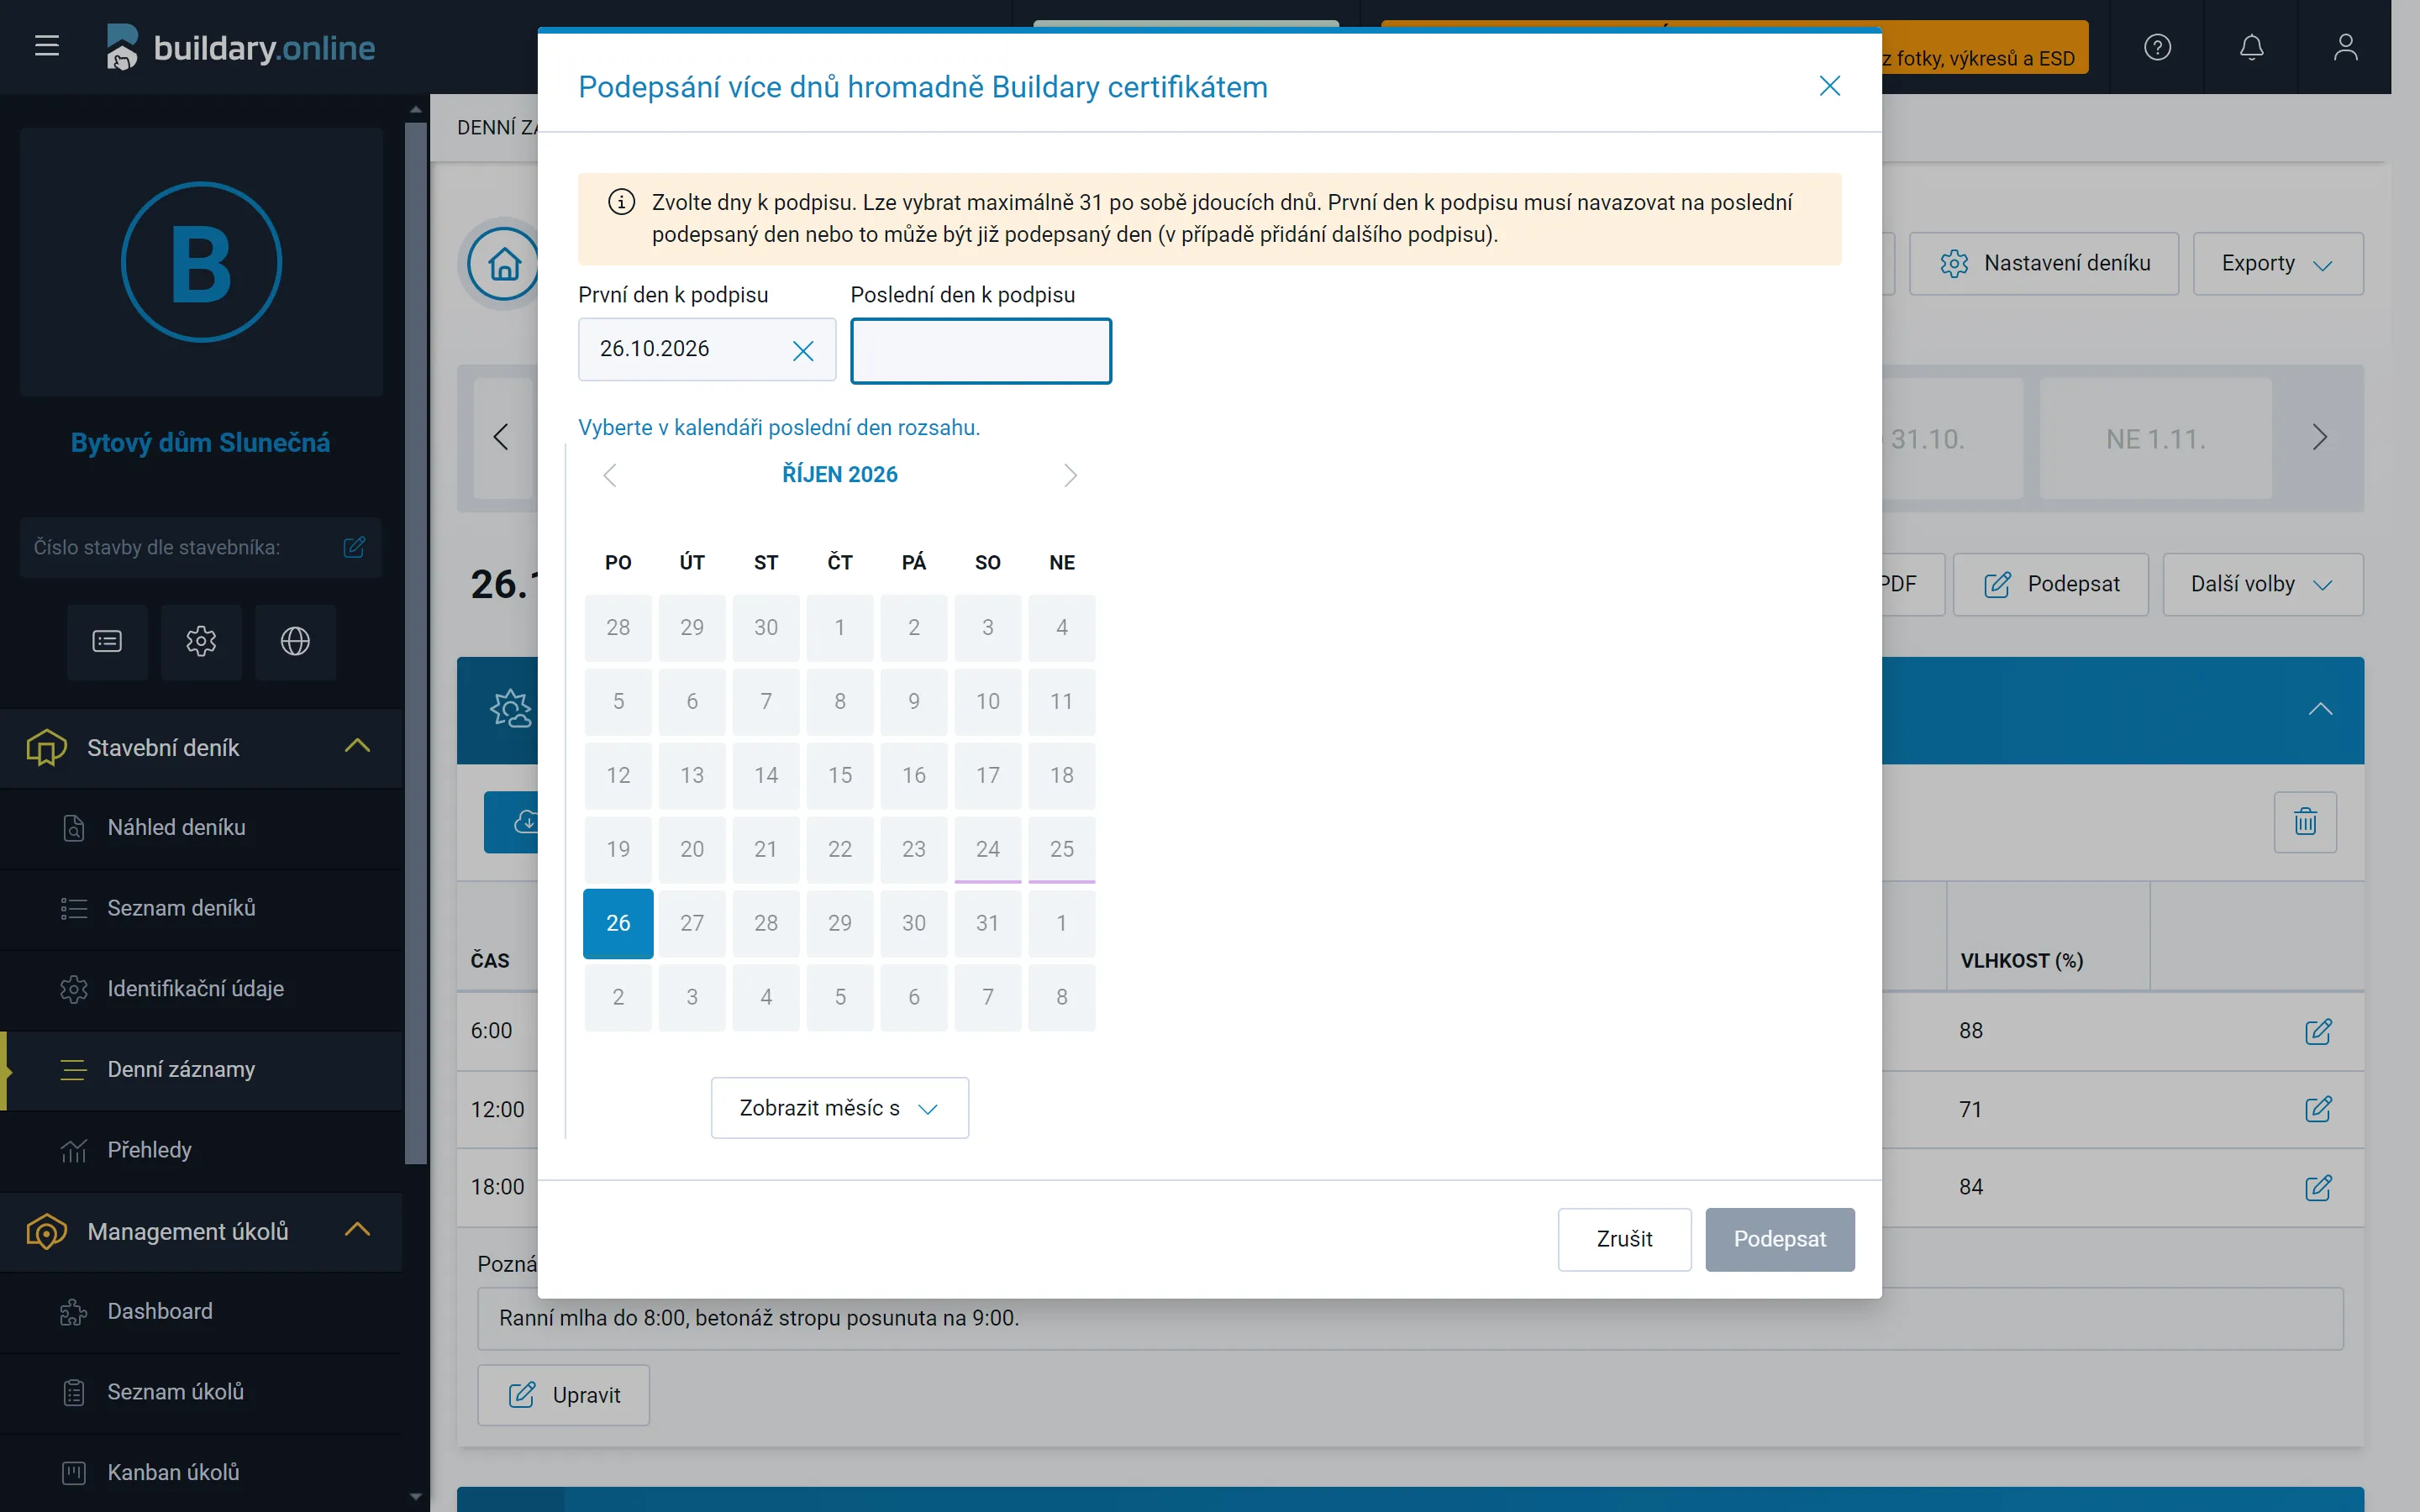 buildary.online
z fotky, výkresů a ESD
Podepsání více dnů hromadně Buildary certifikátem
Zvolte dny k podpisu. Lze vybrat maximálně 31 po sobě jdoucích dnů. První den k podpisu musí navazovat na poslední
podepsaný den nebo to může být již podepsaný den (v případě přidání dalšího podpisu).
První den k podpisu
Poslední den k podpisu
26.10.2026
Vyberte v kalendáři poslední den rozsahu.
ŘÍJEN 2026
PO ÚT ST ČT PÁ SO NE
28 29 30 1 2 3 4
5 6 7 8 9 10 11
12 13 14 15 16 17 18
19 20 21 22 23 24 25
26 27 28 29 30 31 1
2 3 4 5 6 7 8
Zobrazit měsíc s
Zrušit
Podepsat
B
Bytový dům Slunečná
Číslo stavby dle stavebníka:
Stavební deník
Náhled deníku
Seznam deníků
Identifikační údaje
Denní záznamy
Přehledy
Management úkolů
Dashboard
Seznam úkolů
Kanban úkolů
DENNÍ
Nastavení deníku
Exporty
31.10.
NE 1.11.
26.
PDF
Podepsat
Další volby
ČAS
VLHKOST (%)
6:00
88
12:00
71
18:00
84
Ranní mlha do 8:00, betonáž stropu posunuta na 9:00.
Upravit